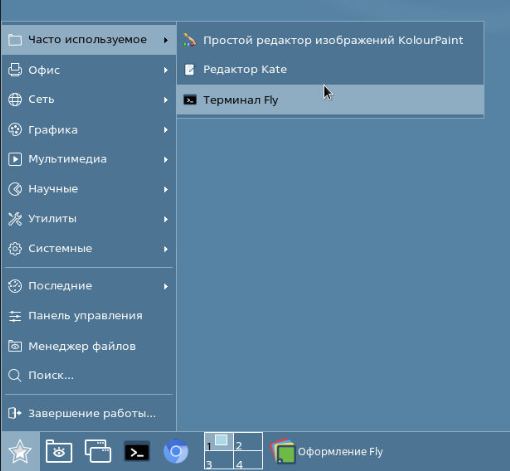 Часто используемое
Простой редактор изображений KolourPaint
Редактор Kate
Терминал Fly
Офис
Сеть
Графика
Мультимедиа
Научные
Утилиты
Системные
Последние
Панель управления
Менеджер файлов
Поиск...
Завершение работы...
1 2
3 4
Оформление Fly